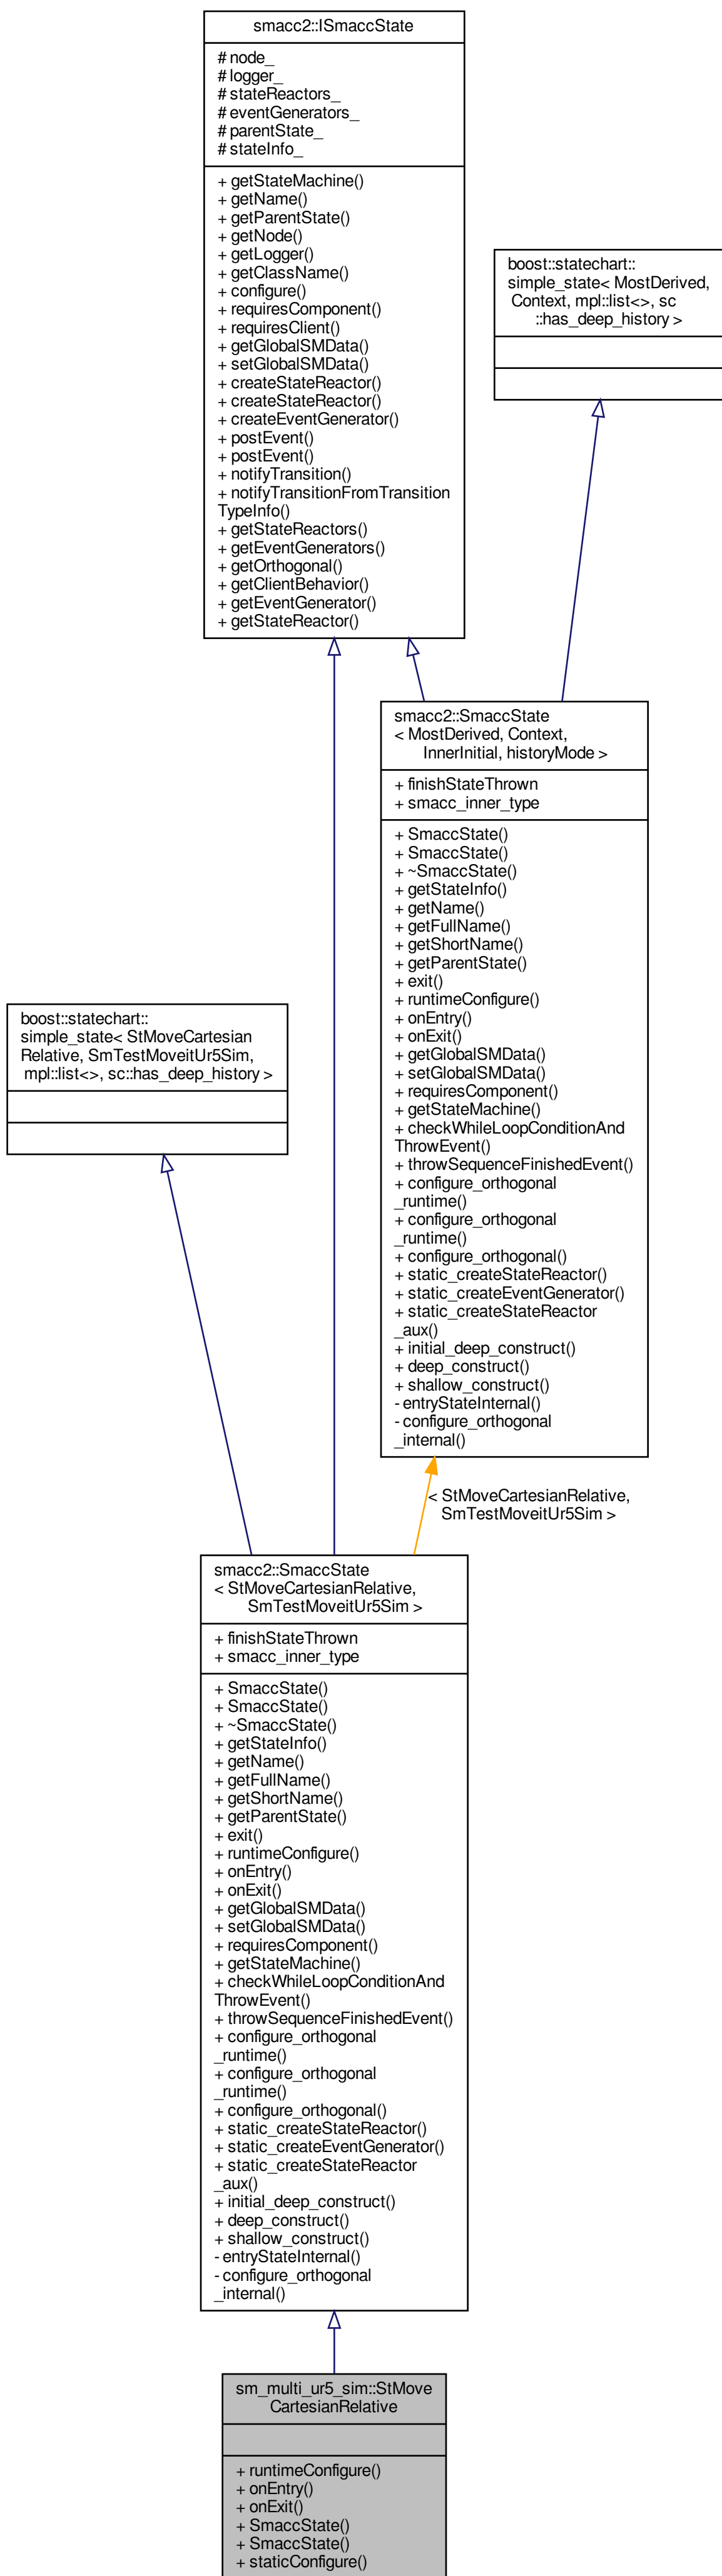 smacc2::ISmaccState
# node_
# logger_
# stateReactors_
# eventGenerators_
# parentState_
# stateInfo_
+ getStateMachine()
+ getName()
+ getParentState()
+ getNode()
+ getLogger()
+ getClassName()
+ configure()
+ requiresComponent()
+ requiresClient()
+ getGlobalSMData()
+ setGlobalSMData()
+ createStateReactor()
+ createStateReactor()
+ createEventGenerator()
+ postEvent()
+ postEvent()
+ notifyTransition()
+ notifyTransitionFromTransition
TypeInfo()
+ getStateReactors()
+ getEventGenerators()
+ getOrthogonal()
+ getClientBehavior()
+ getEventGenerator()
+ getStateReactor()
boost::statechart::
simple_state< MostDerived,
Context, mpl::list<>, sc
::has_deep_history >
smacc2::SmaccState
< MostDerived, Context,
InnerInitial, historyMode >
+ finishStateThrown
+ smacc_inner_type
+ SmaccState()
+ SmaccState()
+ ~SmaccState()
+ getStateInfo()
+ getName()
+ getFullName()
+ getShortName()
+ getParentState()
+ exit()
+ runtimeConfigure()
+ onEntry()
+ onExit()
+ getGlobalSMData()
+ setGlobalSMData()
+ requiresComponent()
+ getStateMachine()
+ checkWhileLoopConditionAnd
ThrowEvent()
+ throwSequenceFinishedEvent()
+ configure_orthogonal
_runtime()
+ configure_orthogonal
_runtime()
+ configure_orthogonal()
+ static_createStateReactor()
+ static_createEventGenerator()
+ static_createStateReactor
_aux()
+ initial_deep_construct()
+ deep_construct()
+ shallow_construct()
- entryStateInternal()
- configure_orthogonal
_internal()
boost::statechart::
simple_state< StMoveCartesian
Relative, SmTestMoveitUr5Sim,
mpl::list<>, sc::has_deep_history >
< StMoveCartesianRelative,
SmTestMoveitUr5Sim >
smacc2::SmaccState
< StMoveCartesianRelative,
SmTestMoveitUr5Sim >
+ finishStateThrown
+ smacc_inner_type
+ SmaccState()
+ SmaccState()
+ ~SmaccState()
+ getStateInfo()
+ getName()
+ getFullName()
+ getShortName()
+ getParentState()
+ exit()
+ runtimeConfigure()
+ onEntry()
+ onExit()
+ getGlobalSMData()
+ setGlobalSMData()
+ requiresComponent()
+ getStateMachine()
+ checkWhileLoopConditionAnd
ThrowEvent()
+ throwSequenceFinishedEvent()
+ configure_orthogonal
_runtime()
+ configure_orthogonal
_runtime()
+ configure_orthogonal()
+ static_createStateReactor()
+ static_createEventGenerator()
+ static_createStateReactor
_aux()
+ initial_deep_construct()
+ deep_construct()
+ shallow_construct()
- entryStateInternal()
- configure_orthogonal
_internal()
sm_multi_ur5_sim::StMove
CartesianRelative
+ runtimeConfigure()
+ onEntry()
+ onExit()
+ SmaccState()
+ SmaccState()
+ staticConfigure()